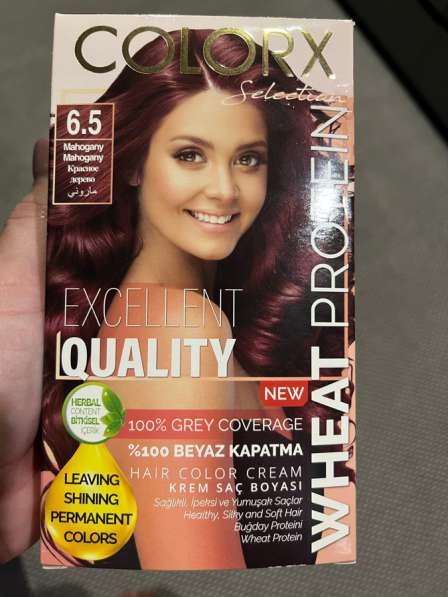 COLORX
Selection
6.5
Mahogany
Mahogany
Красное
дерево
ماروني
WHEAT PROTEIN
EXCELLENT
QUALITY
NEW
HERBAL
CONTENT
BİTKİSEL
İÇERİK
100% GREY COVERAGE
%100 BEYAZ KAPATMA
HAIR COLOR CREAM
KREM SAÇ BOYASI
Sağlıklı, İpeksi ve Yumuşak Saçlar
Healthy, Silky and Soft Hair
Buğday Proteini
Wheat Protein
LEAVING
SHINING
PERMANENT
COLORS